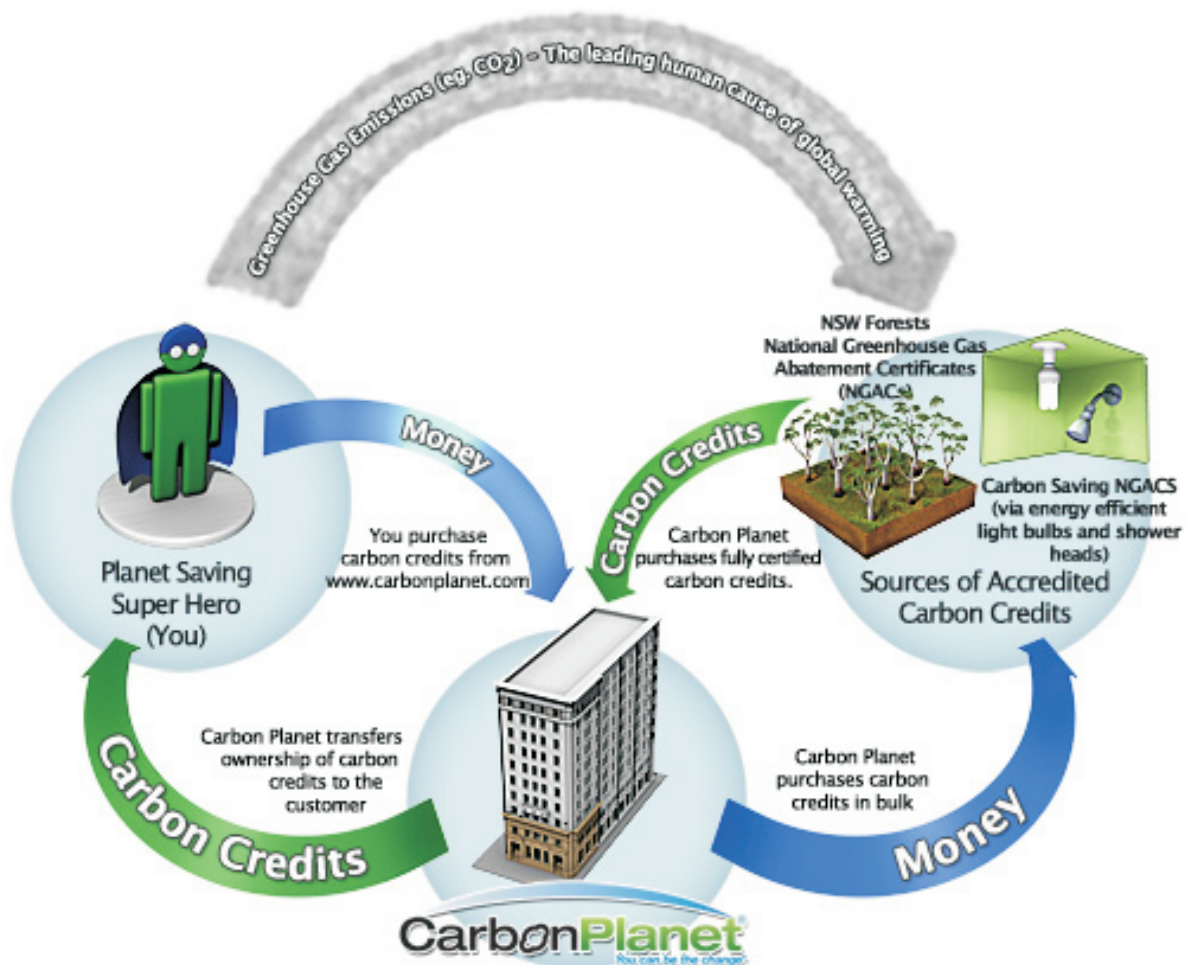 Greenhouse Gas Emissions (eg. CO₂) - The leading human cause of global warming
NSW Forests
National Greenhouse Gas
Abatement Certificates
(NGACs)
Money
Carbon Credits
Carbon Saving NGACS
(via energy efficient
light bulbs and shower
heads)
You purchase
carbon credits from
www.carbonplanet.com
Carbon Planet
purchases fully certified
carbon credits.
Planet Saving
Super Hero
(You)
Sources of Accredited
Carbon Credits
Carbon Planet transfers
ownership of carbon
credits to the
customer
Carbon Planet
purchases carbon
credits in bulk
Carbon Credits
Money
CarbonPlanet
You can be the change